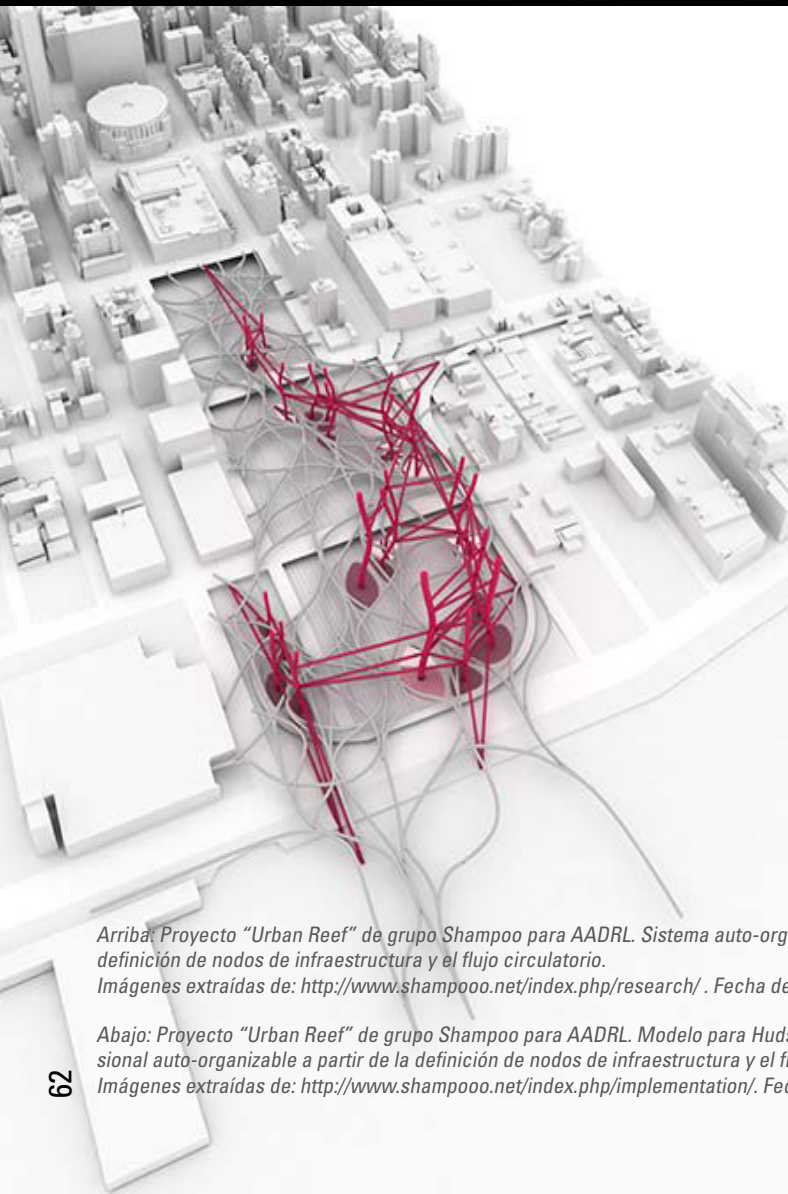 Arriba: Proyecto “Urban Reef” de grupo Shampoo para AADRL. Sistema auto-org
definición de nodos de infraestructura y el flujo circulatorio.
Imágenes extraídas de: http://www.shampooo.net/index.php/research/ . Fecha de
Abajo: Proyecto “Urban Reef” de grupo Shampoo para AADRL. Modelo para Huds
sional auto-organizable a partir de la definición de nodos de infraestructura y el fl
Imágenes extraídas de: http://www.shampooo.net/index.php/implementation/. Fec
62